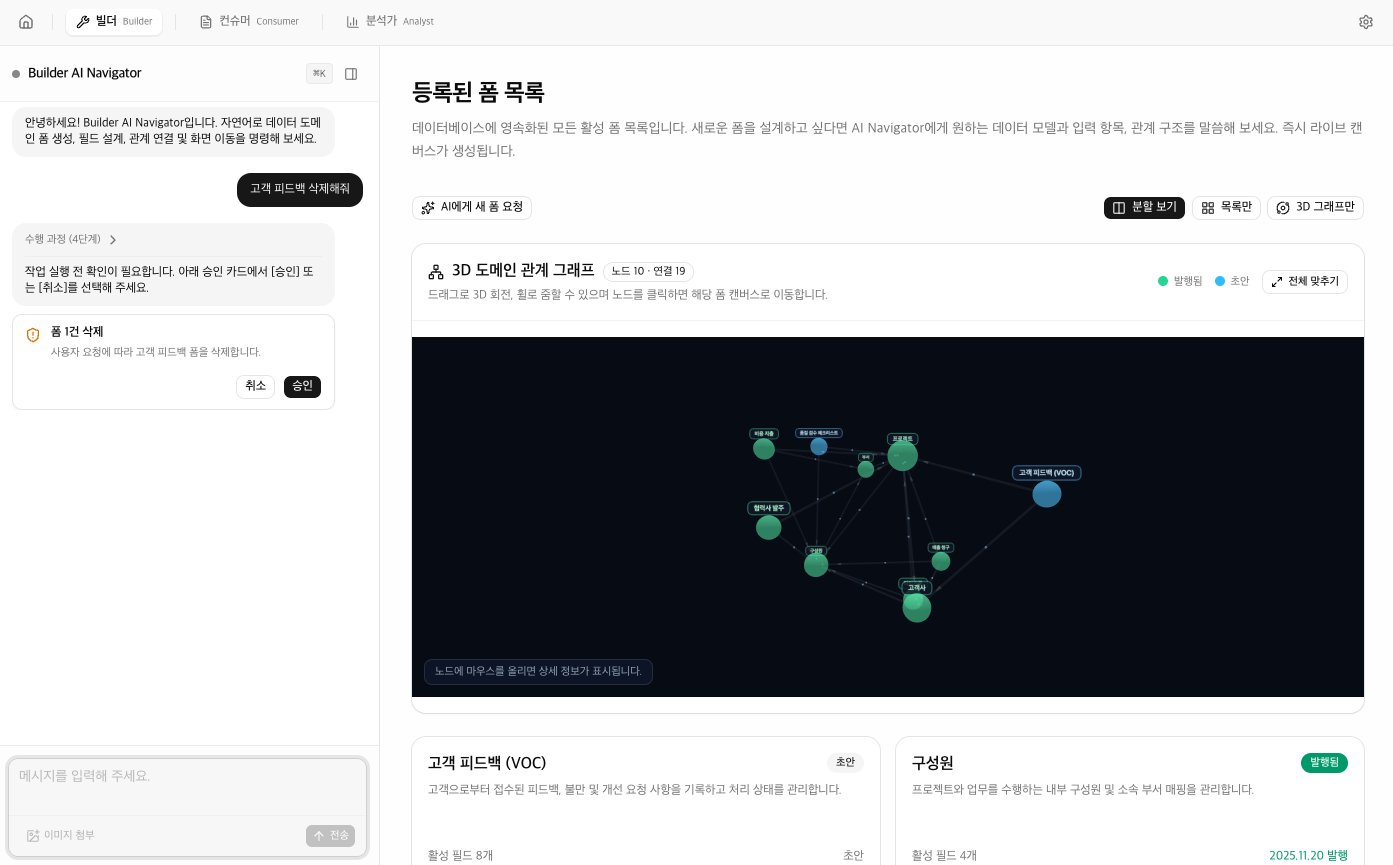 빌더 Builder
컨슈머 Consumer
분석가 Analyst
Builder AI Navigator
⌘K
안녕하세요! Builder AI Navigator입니다. 자연어로 데이터 도메
인 폼 생성, 필드 설계, 관계 연결 및 화면 이동을 명령해 보세요.
고객 피드백 삭제해줘
수행 과정 (4단계)
작업 실행 전 확인이 필요합니다. 아래 승인 카드에서 [승인] 또
는 [취소]를 선택해 주세요.
폼 1건 삭제
사용자 요청에 따라 고객 피드백 폼을 삭제합니다.
취소
승인
메시지를 입력해 주세요.
이미지 첨부
전송
등록된 폼 목록
데이터베이스에 영속화된 모든 활성 폼 목록입니다. 새로운 폼을 설계하고 싶다면 AI Navigator에게 원하는 데이터 모델과 입력 항목, 관계 구조를 말씀해 보세요. 즉시 라이브 캔
버스가 생성됩니다.
AI에게 새 폼 요청
분할 보기
목록만
3D 그래프만
3D 도메인 관계 그래프
노드 10 · 연결 19
드래그로 3D 회전, 휠로 줌할 수 있으며 노드를 클릭하면 해당 폼 캔버스로 이동합니다.
발행됨
초안
전체 맞추기
비용 지출
프로젝트
부서
고객 피드백 (VOC)
협력사 발주
구성원
매출 청구
고객사
노드에 마우스를 올리면 상세 정보가 표시됩니다.
고객 피드백 (VOC)
초안
고객으로부터 접수된 피드백, 불만 및 개선 요청 사항을 기록하고 처리 상태를 관리합니다.
활성 필드 8개
초안
구성원
발행됨
프로젝트와 업무를 수행하는 내부 구성원 및 소속 부서 매핑을 관리합니다.
활성 필드 4개
2025.11.20 발행